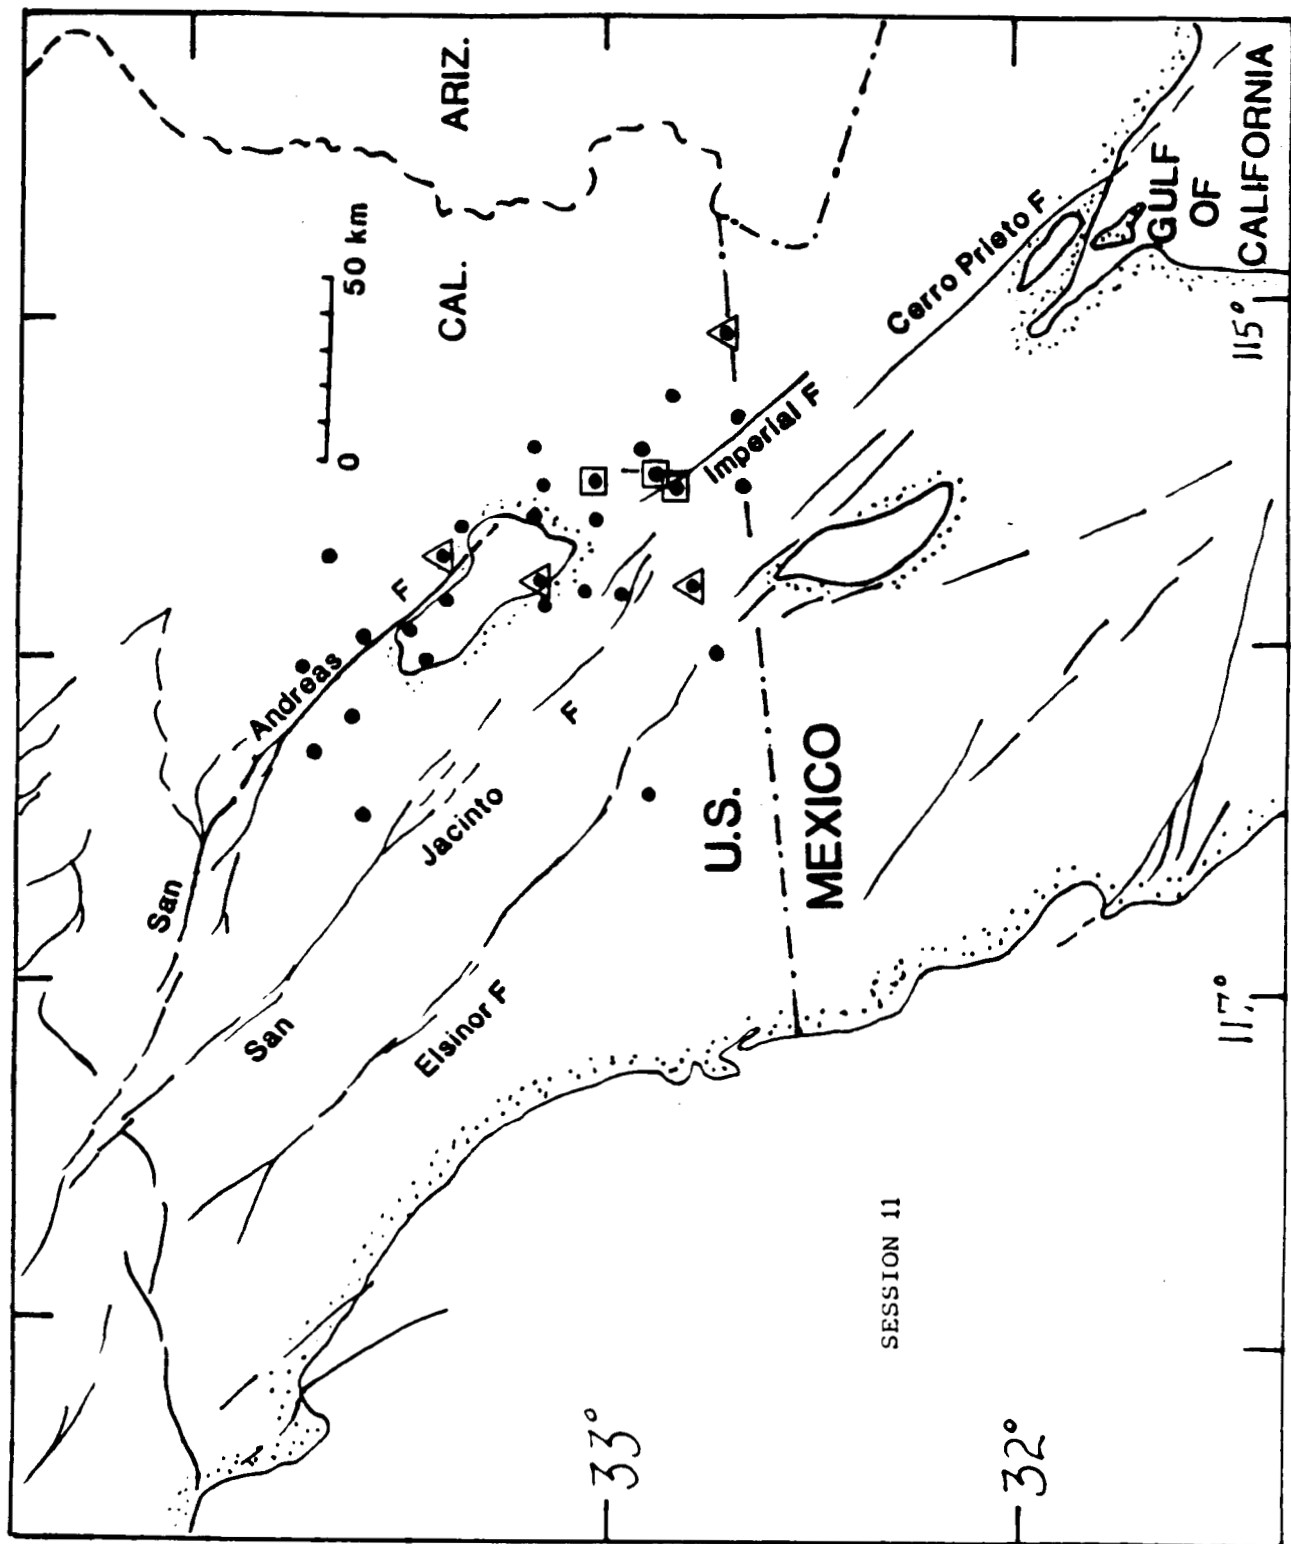 ARIZ.
CAL.
0 50 km
San Andreas F
San Jacinto F
Elsinor F
Imperial F
Cerro Prieto F
U.S.
MEXICO
GULF
OF
CALIFORNIA
33°
32°
117°
115°
SESSION 11